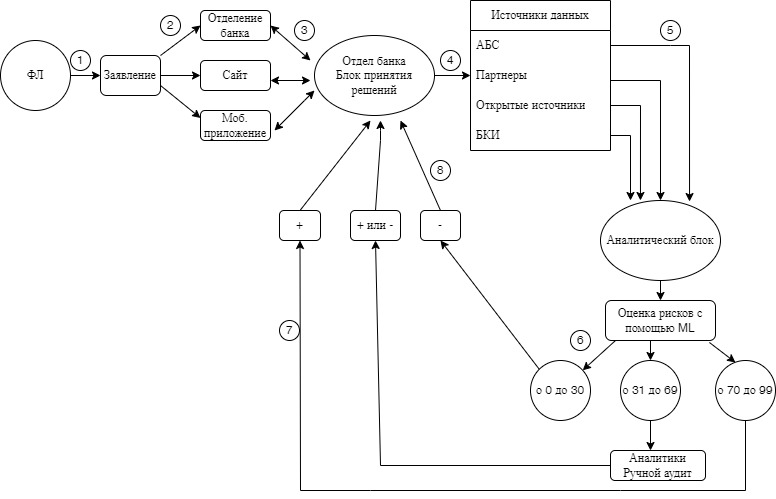 Источники данных
Отделение
банка
2
3
5
АБС
ФЛ
1
Заявление
Сайт
Отдел банка
Блок принятия
решений
4
Партнеры
Открытые источники
Моб.
приложение
БКИ
8
+
+ или -
-
Аналитический блок
Оценка рисков с
помощью ML
7
6
о 0 до 30
о 31 до 69
о 70 до 99
Аналитики
Ручной аудит